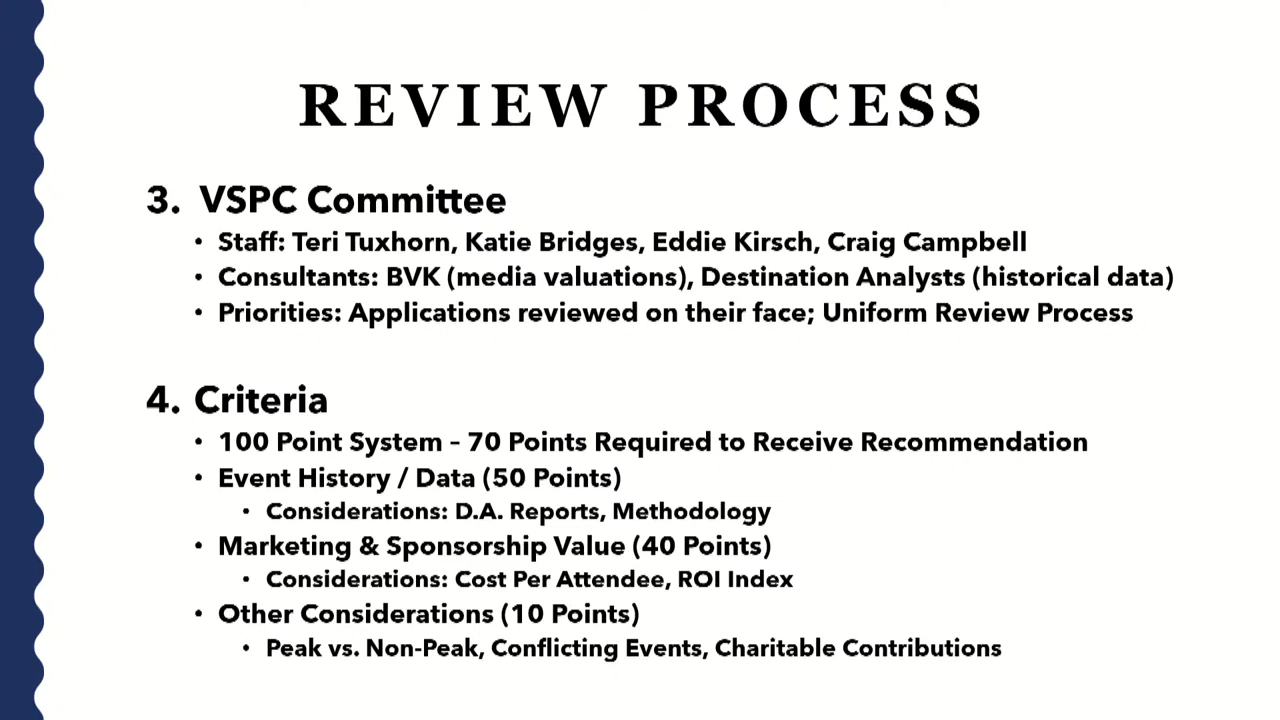 REVIEW PROCESS
3. VSPC Committee
• Staff: Teri Tuxhorn, Katie Bridges, Eddie Kirsch, Craig Campbell
• Consultants: BVK (media valuations), Destination Analysts (historical data)
• Priorities: Applications reviewed on their face; Uniform Review Process
4. Criteria
• 100 Point System – 70 Points Required to Receive Recommendation
• Event History / Data (50 Points)
• Considerations: D.A. Reports, Methodology
• Marketing & Sponsorship Value (40 Points)
• Considerations: Cost Per Attendee, ROI Index
• Other Considerations (10 Points)
• Peak vs. Non-Peak, Conflicting Events, Charitable Contributions